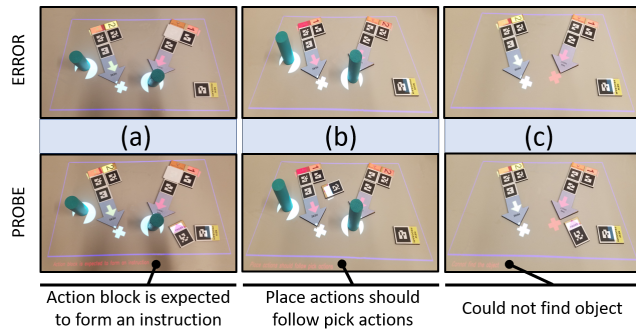 ERROR
(a)
(b)
(c)
PROBE
Action block is expected
to form an instruction
Place actions should
follow pick actions
Could not find object